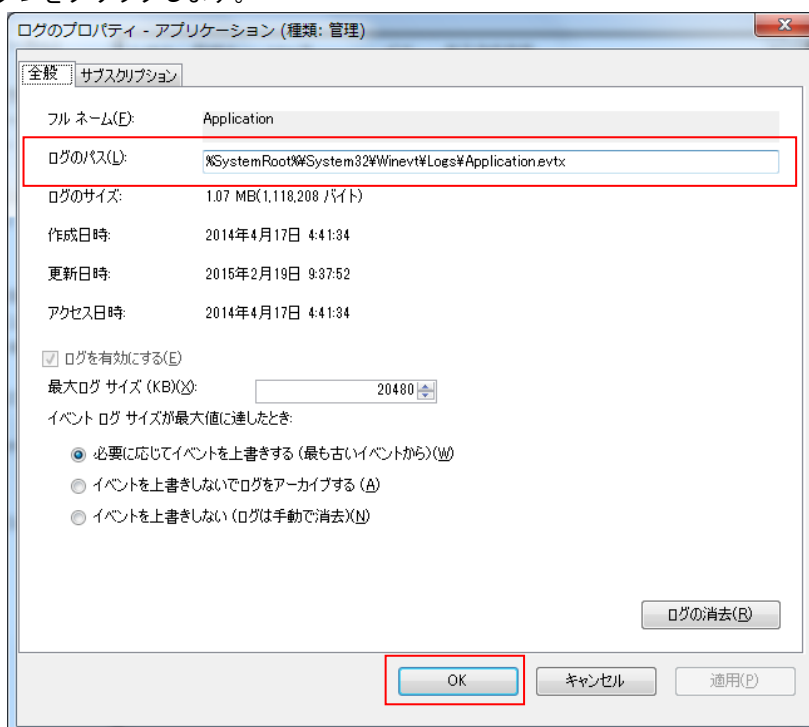 ンをクリックします。
ログのプロパティ - アプリケーション (種類: 管理)
全般 サブスクリプション
フル ネーム(F): Application
ログのパス(L): %SystemRoot%¥System32¥Winevt¥Logs¥Application.evtx
ログのサイズ: 1.07 MB(1,118,208 バイト)
作成日時: 2014年4月17日 4:41:34
更新日時: 2015年2月19日 9:37:52
アクセス日時: 2014年4月17日 4:41:34
ログを有効にする(E)
最大ログ サイズ (KB)(X): 20480
イベント ログ サイズが最大値に達したとき:
必要に応じてイベントを上書きする (最も古いイベントから)(W)
イベントを上書きしないでログをアーカイブする (A)
イベントを上書きしない (ログは手動で消去)(N)
ログの消去(R)
OK キャンセル 適用(P)